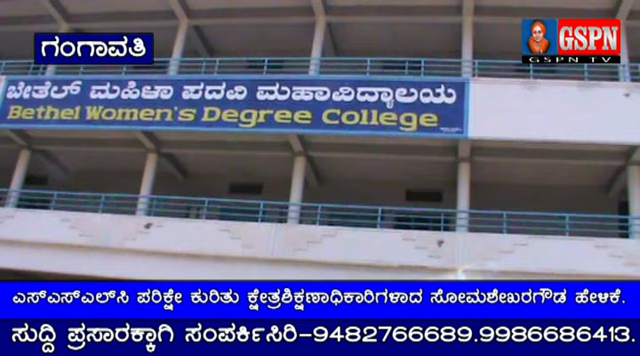 ಗಂಗಾವತಿ
GSPN
GSPN TV
ಬೇತೆಲ್ ಮಹಿಳಾ ಪದವಿ ಮಹಾವಿದ್ಯಾಲಯ
Bethel Women's Degree College
ಎಸ್ಎಸ್ಎಲ್‌ಸಿ ಪರಿಕ್ಷೇ ಕುರಿತು ಕ್ಷೇತ್ರಶಿಕ್ಷಣಾಧಿಕಾರಿಗಳಾದ ಸೋಮಶೇಖರಗೌಡ ಹೇಳಿಕೆ.
ಸುದ್ದಿ ಪ್ರಸಾರಕ್ಕಾಗಿ ಸಂಪರ್ಕಿಸಿರಿ-9482766689.9986686413.